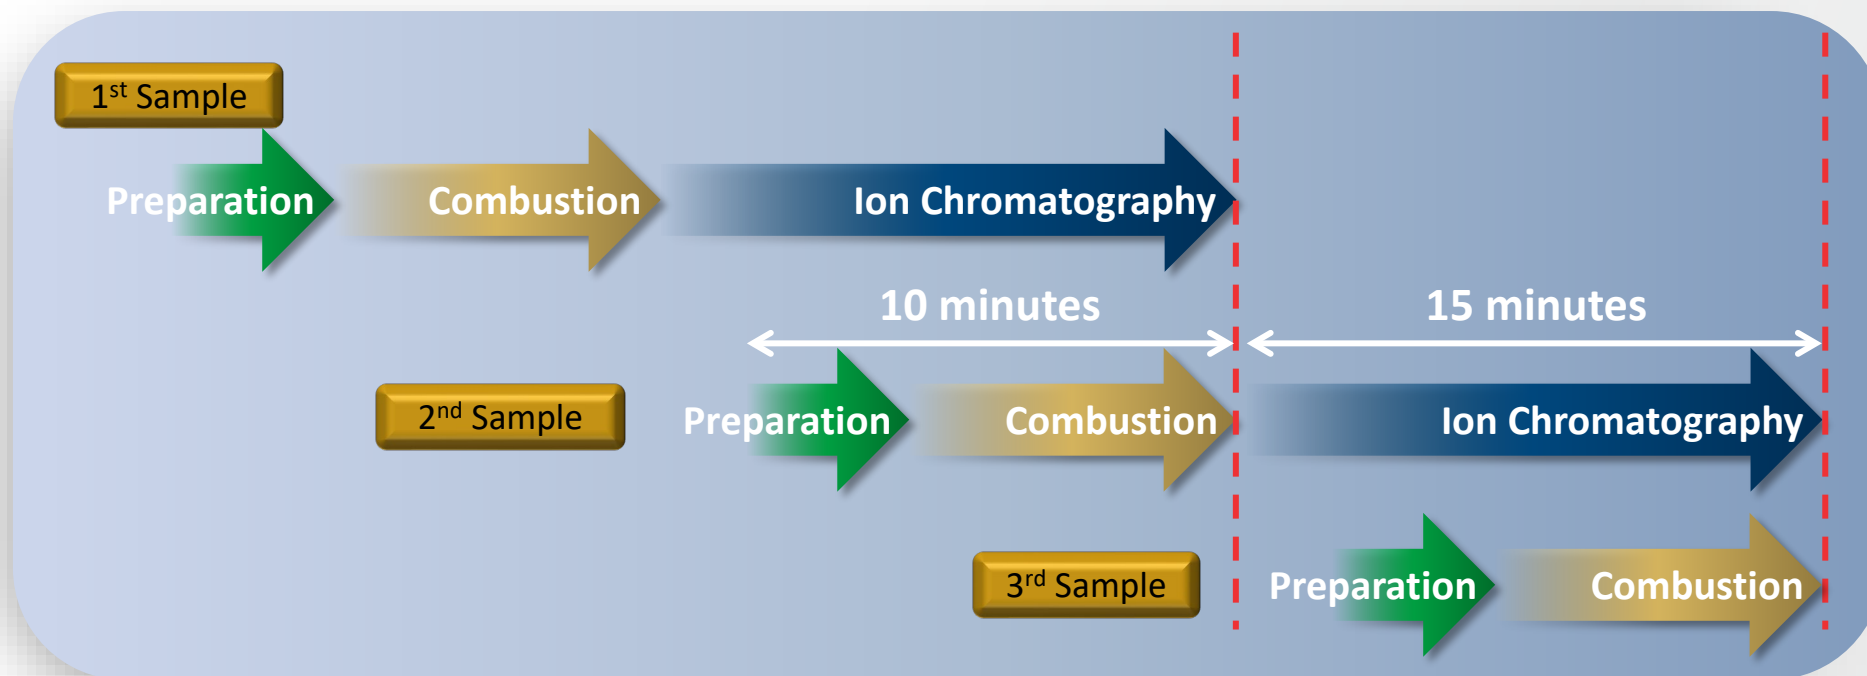 1st Sample
Preparation
Combustion
Ion Chromatography
10 minutes
15 minutes
2nd Sample
Preparation
Combustion
Ion Chromatography
3rd Sample
Preparation
Combustion